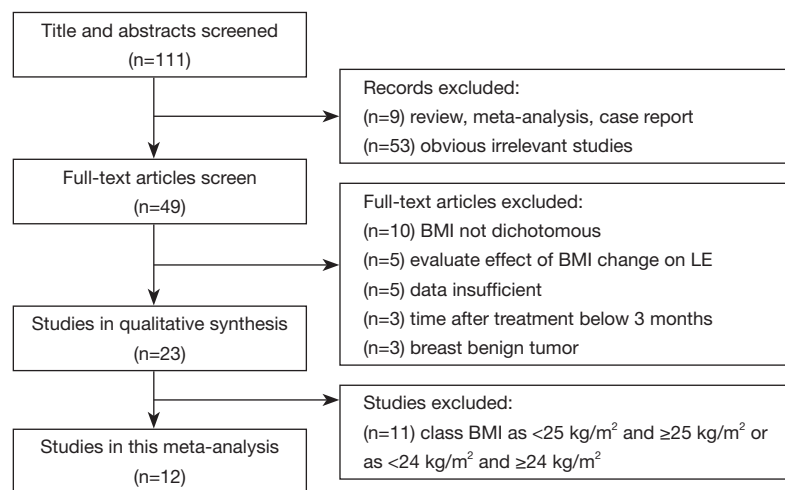 Title and abstracts screened
(n=111)
Records excluded:
(n=9) review, meta-analysis, case report
(n=53) obvious irrelevant studies
Full-text articles screen
(n=49)
Full-text articles excluded:
(n=10) BMI not dichotomous
(n=5) evaluate effect of BMI change on LE
(n=5) data insufficient
(n=3) time after treatment below 3 months
(n=3) breast benign tumor
Studies in qualitative synthesis
(n=23)
Studies excluded:
(n=11) class BMI as <25 kg/m² and ≥25 kg/m² or
as <24 kg/m² and ≥24 kg/m²
Studies in this meta-analysis
(n=12)